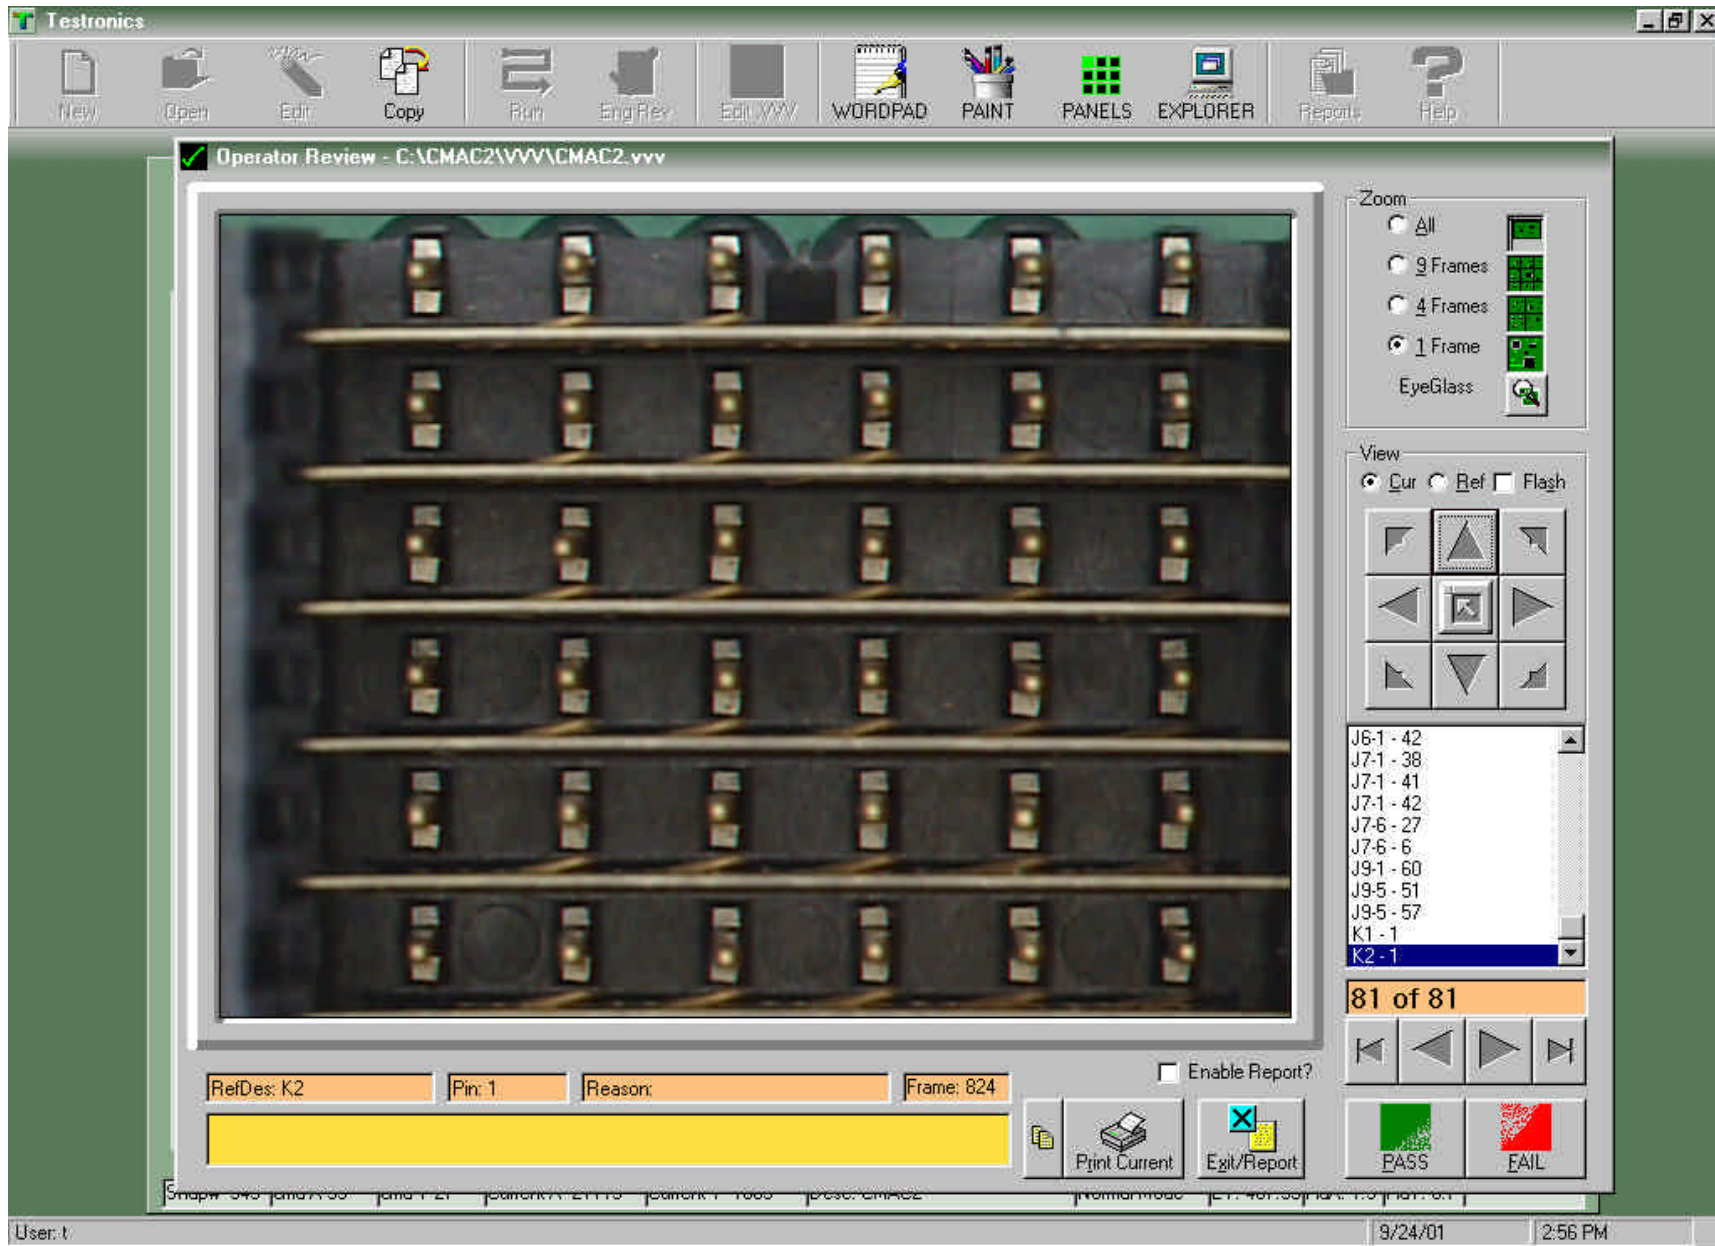 Testronics
New Open Edit Copy Run Eng Rev Edit VVV WORDPAD PAINT PANELS EXPLORER Reports Help
Operator Review - C:\CMAC2\VVV\CMAC2.vvv
Zoom
All
9 Frames
4 Frames
1 Frame
EyeGlass
View
Cur Ref Flash
J6-1 - 42
J7-1 - 38
J7-1 - 41
J7-1 - 42
J7-6 - 27
J7-6 - 6
J9-1 - 60
J9-5 - 51
J9-5 - 57
K1 - 1
K2 - 1
81 of 81
Enable Report?
RefDes: K2 Pin: 1 Reason: Frame: 824
Print Current Exit/Report PASS FAIL
User: t 9/24/01 2:56 PM